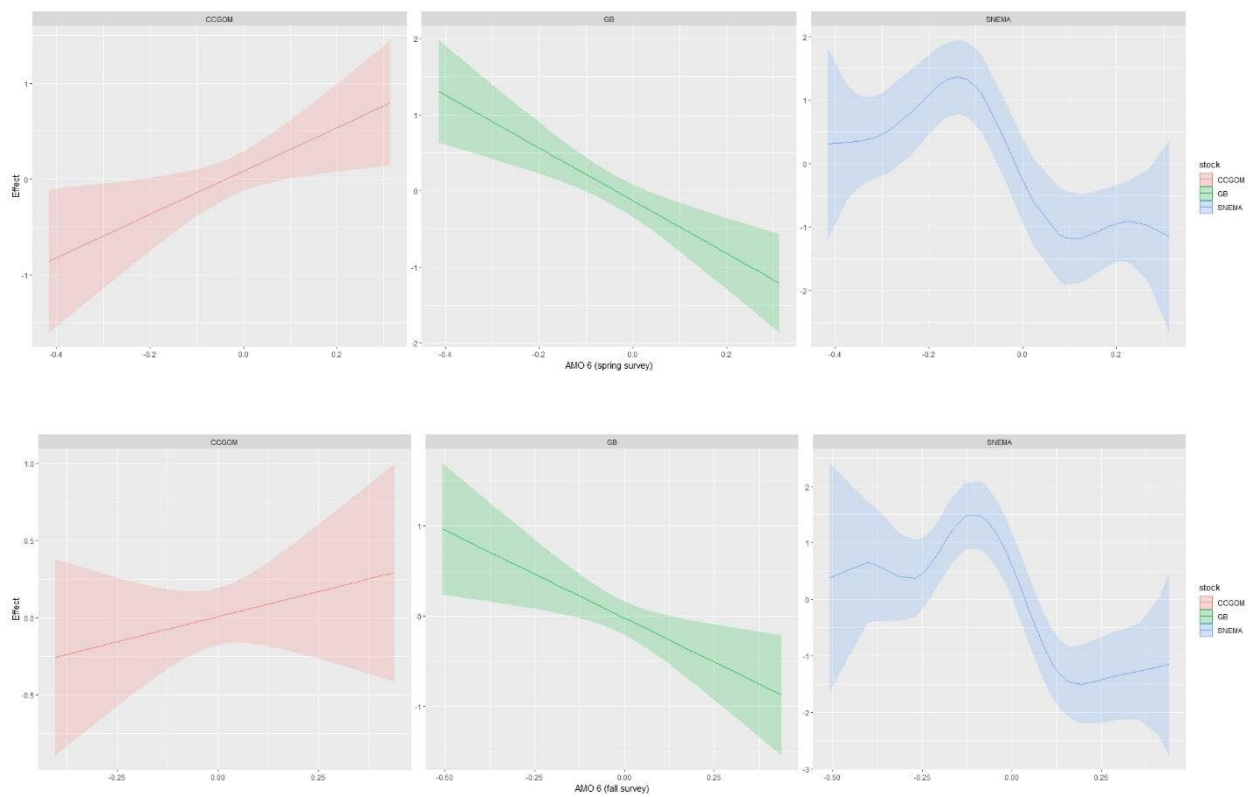 CCGOM GB SNEMA
1
0
-1
Effect
-0.4 -0.2 0.0 0.2
2
1
0
-1
-2
-0.4 -0.2 0.0 0.2
AMO 6 (spring survey)
2
1
0
-1
-2
-0.4 -0.2 0.0 0.2
stock
CCGOM
GB
SNEMA
CCGOM GB SNEMA
1.0
0.5
0.0
-0.5
Effect
-0.25 0.00 0.25
1
0
-1
-0.50 -0.25 0.00 0.25
AMO 6 (fall survey)
2
1
0
-1
-2
-3
-0.50 -0.25 0.00 0.25
stock
CCGOM
GB
SNEMA